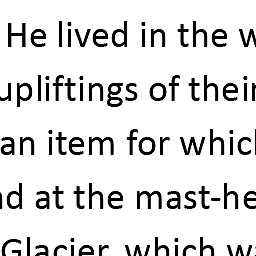 He lived in the w
upliftings of their
an item for which
nd at the mast-he
Glacier, which wa